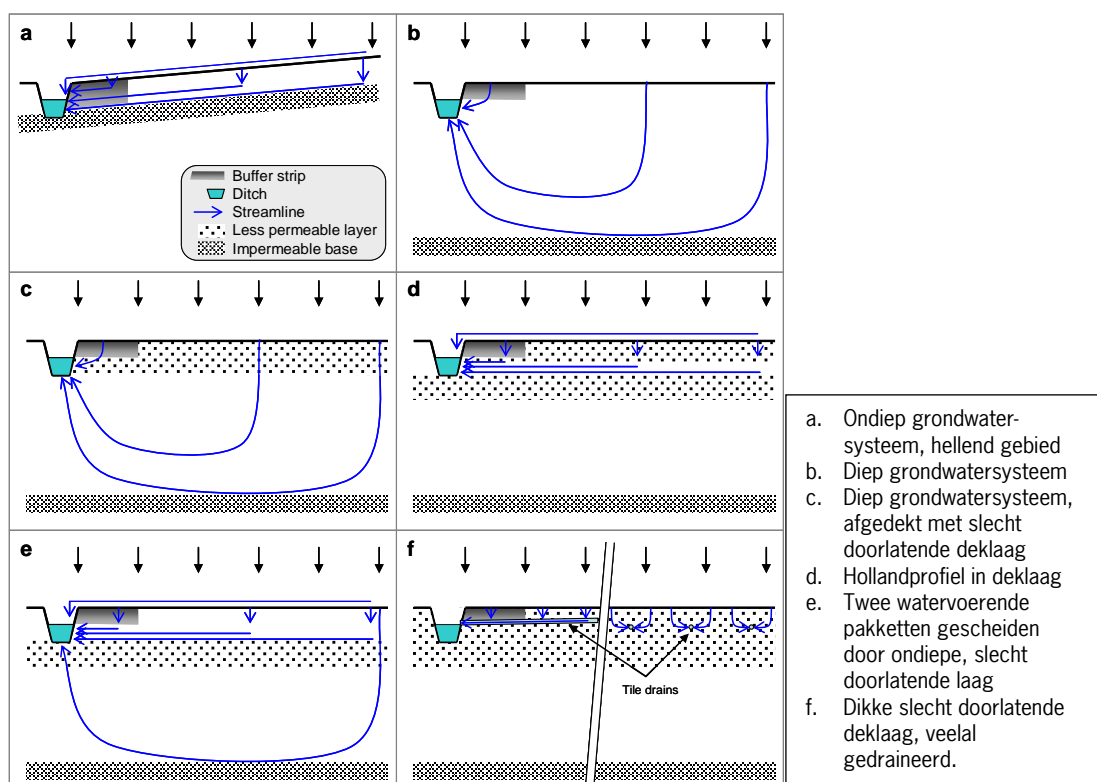 a
b
Buffer strip
Ditch
Streamline
Less permeable layer
Impermeable base
c
d
e
f
Tile drains
a. Ondiep grondwater-
systeem, hellend gebied
b. Diep grondwatersysteem
c. Diep grondwatersysteem,
afgedekt met slecht
doorlatende deklaag
d. Hollandprofiel in deklaag
e. Twee watervoerende
pakketten gescheiden
door ondiepe, slecht
doorlatende laag
f. Dikke slecht doorlatende
deklaag, veelal
gedraineerd.